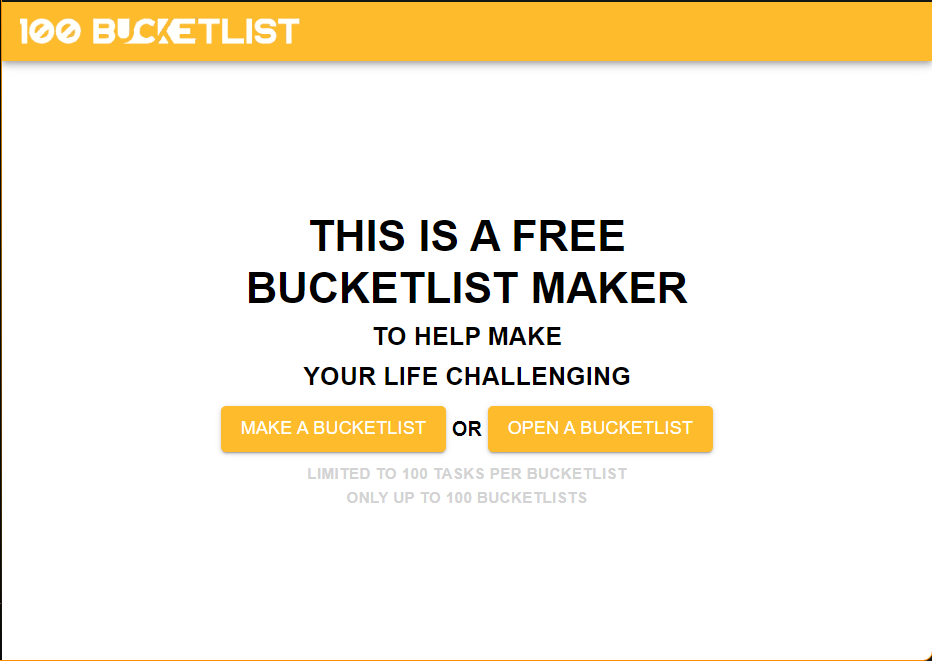 100 BUCKETLIST
THIS IS A FREE
BUCKETLIST MAKER
TO HELP MAKE
YOUR LIFE CHALLENGING
MAKE A BUCKETLIST OR OPEN A BUCKETLIST
LIMITED TO 100 TASKS PER BUCKETLIST
ONLY UP TO 100 BUCKETLISTS